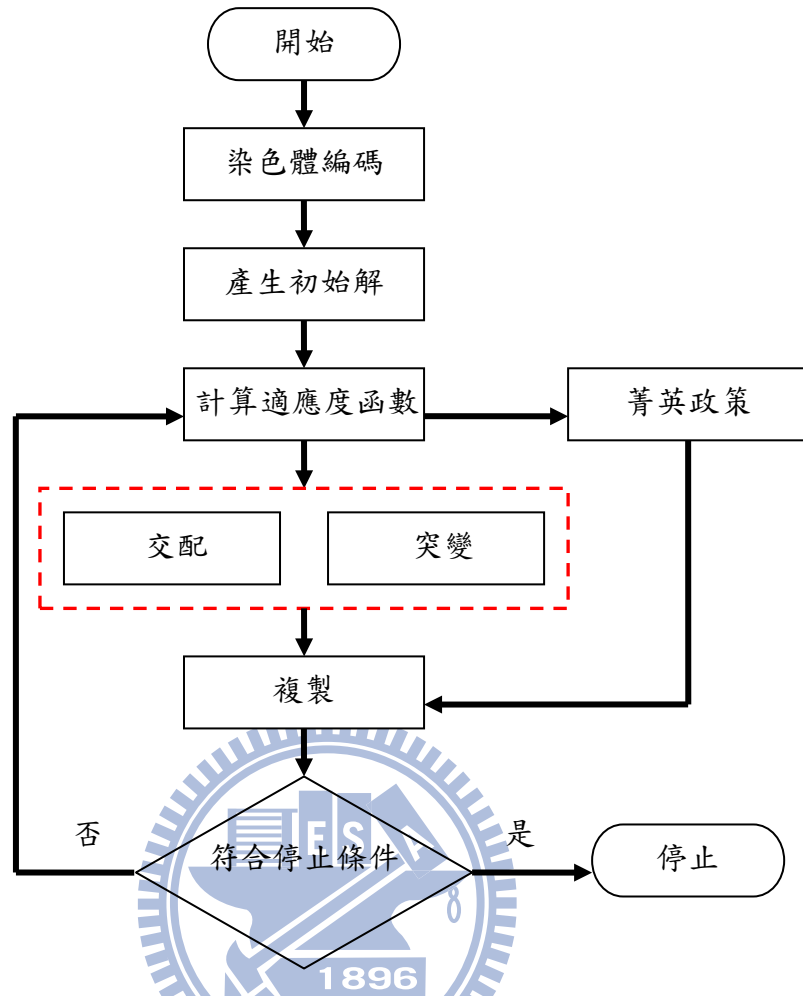 開始
染色體編碼
產生初始解
計算適應度函數
菁英政策
交配
突變
複製
否
符合停止條件
是
停止
E S A
1896